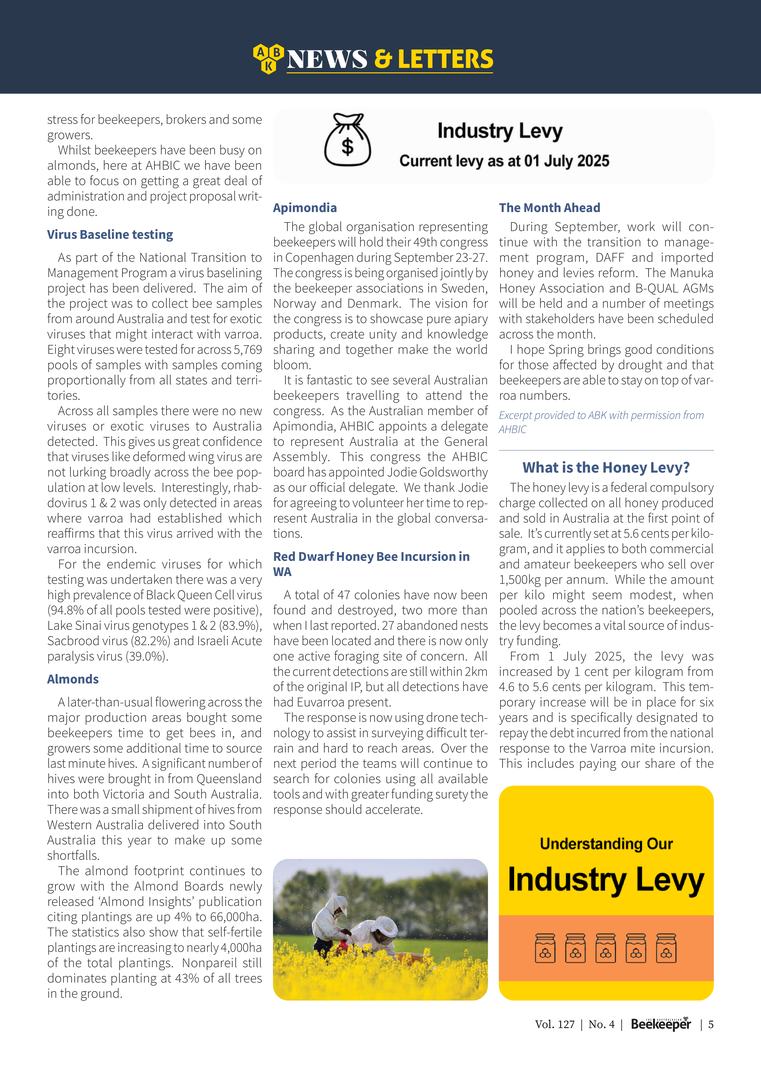 A B K NEWS & LETTERS
stress for beekeepers, brokers and some
growers.
Whilst beekeepers have been busy on
almonds, here at AHBIC we have been
able to focus on getting a great deal of
administration and project proposal writ-
ing done.
Virus Baseline testing
As part of the National Transition to
Management Program a virus baselining
project has been delivered. The aim of
the project was to collect bee samples
from around Australia and test for exotic
viruses that might interact with varroa.
Eight viruses were tested for across 5,769
pools of samples with samples coming
proportionally from all states and terri-
tories.
Across all samples there were no new
viruses or exotic viruses to Australia
detected. This gives us great confidence
that viruses like deformed wing virus are
not lurking broadly across the bee pop-
ulation at low levels. Interestingly, rhab-
dovirus 1 & 2 was only detected in areas
where varroa had established which
reaffirms that this virus arrived with the
varroa incursion.
For the endemic viruses for which
testing was undertaken there was a very
high prevalence of Black Queen Cell virus
(94.8% of all pools tested were positive),
Lake Sinai virus genotypes 1 & 2 (83.9%),
Sacbrood virus (82.2%) and Israeli Acute
paralysis virus (39.0%).
Almonds
A later-than-usual flowering across the
major production areas bought some
beekeepers time to get bees in, and
growers some additional time to source
last minute hives. A significant number of
hives were brought in from Queensland
into both Victoria and South Australia.
There was a small shipment of hives from
Western Australia delivered into South
Australia this year to make up some
shortfalls.
The almond footprint continues to
grow with the Almond Boards newly
released ‘Almond Insights’ publication
citing plantings are up 4% to 66,000ha.
The statistics also show that self-fertile
plantings are increasing to nearly 4,000ha
of the total plantings. Nonpareil still
dominates planting at 43% of all trees
in the ground.
$
Industry Levy
Current levy as at 01 July 2025
Apimondia
The global organisation representing
beekeepers will hold their 49th congress
in Copenhagen during September 23-27.
The congress is being organised jointly by
the beekeeper associations in Sweden,
Norway and Denmark. The vision for
the congress is to showcase pure apiary
products, create unity and knowledge
sharing and together make the world
bloom.
It is fantastic to see several Australian
beekeepers travelling to attend the
congress. As the Australian member of
Apimondia, AHBIC appoints a delegate
to represent Australia at the General
Assembly. This congress the AHBIC
board has appointed Jodie Goldsworthy
as our official delegate. We thank Jodie
for agreeing to volunteer her time to rep-
resent Australia in the global conversa-
tions.
Red Dwarf Honey Bee Incursion in
WA
A total of 47 colonies have now been
found and destroyed, two more than
when I last reported. 27 abandoned nests
have been located and there is now only
one active foraging site of concern. All
the current detections are still within 2km
of the original IP, but all detections have
had Euvarroa present.
The response is now using drone tech-
nology to assist in surveying difficult ter-
rain and hard to reach areas. Over the
next period the teams will continue to
search for colonies using all available
tools and with greater funding surety the
response should accelerate.
The Month Ahead
During September, work will con-
tinue with the transition to manage-
ment program, DAFF and imported
honey and levies reform. The Manuka
Honey Association and B-QUAL AGMs
will be held and a number of meetings
with stakeholders have been scheduled
across the month.
I hope Spring brings good conditions
for those affected by drought and that
beekeepers are able to stay on top of var-
roa numbers.
Excerpt provided to ABK with permission from
AHBIC
What is the Honey Levy?
The honey levy is a federal compulsory
charge collected on all honey produced
and sold in Australia at the first point of
sale. It’s currently set at 5.6 cents per kilo-
gram, and it applies to both commercial
and amateur beekeepers who sell over
1,500kg per annum. While the amount
per kilo might seem modest, when
pooled across the nation’s beekeepers,
the levy becomes a vital source of indus-
try funding.
From 1 July 2025, the levy was
increased by 1 cent per kilogram from
4.6 to 5.6 cents per kilogram. This tem-
porary increase will be in place for six
years and is specifically designated to
repay the debt incurred from the national
response to the Varroa mite incursion.
This includes paying our share of the
Understanding Our
Industry Levy
Vol. 127 | No. 4 | Beekeeper | 5